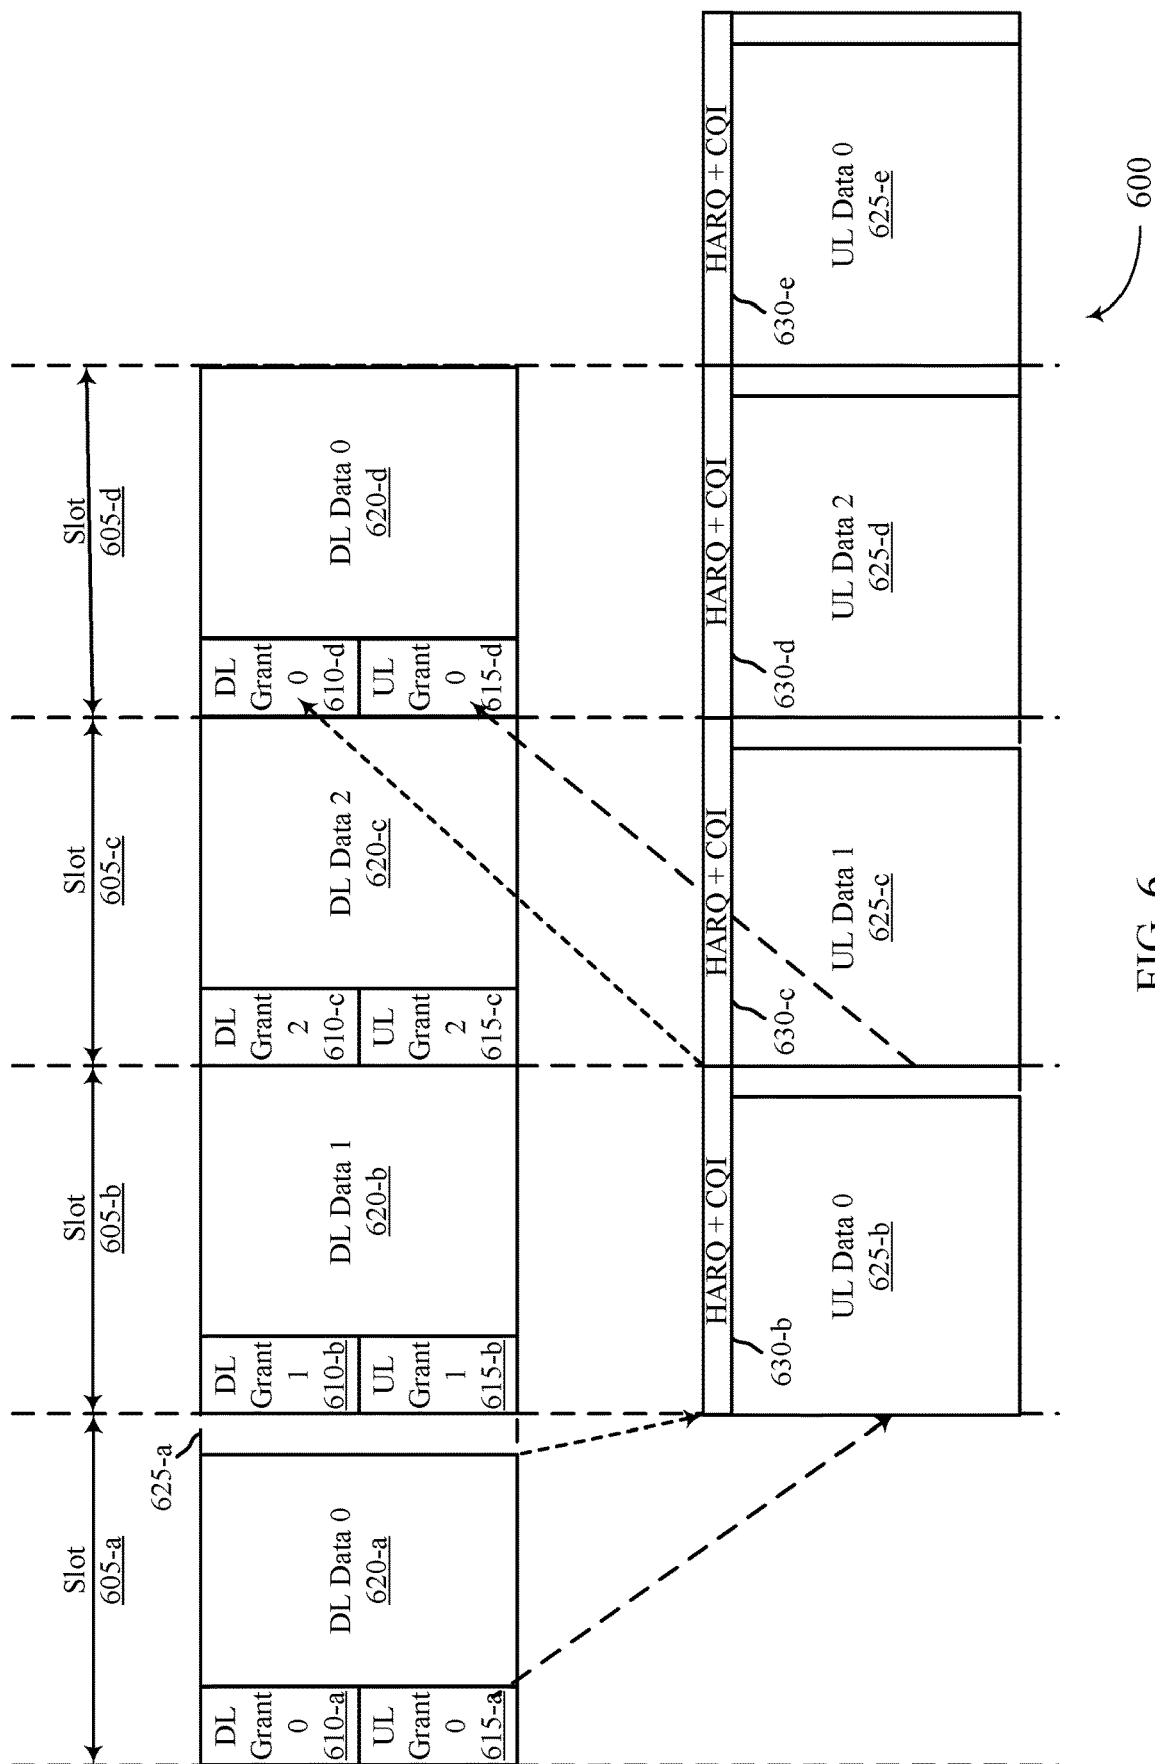 Slot
605-a
Slot
605-b
Slot
605-c
Slot
605-d
625-a
DL
Grant
0
610-a
UL
Grant
0
615-a
DL Data 0
620-a
DL
Grant
1
610-b
UL
Grant
1
615-b
DL Data 1
620-b
DL
Grant
2
610-c
UL
Grant
2
615-c
DL Data 2
620-c
DL
Grant
0
610-d
UL
Grant
0
615-d
DL Data 0
620-d
HARQ + CQI
630-b
UL Data 0
625-b
HARQ + CQI
630-c
UL Data 1
625-c
HARQ + CQI
630-d
UL Data 2
625-d
HARQ + CQI
630-e
UL Data 0
625-e
600
FIG. 6